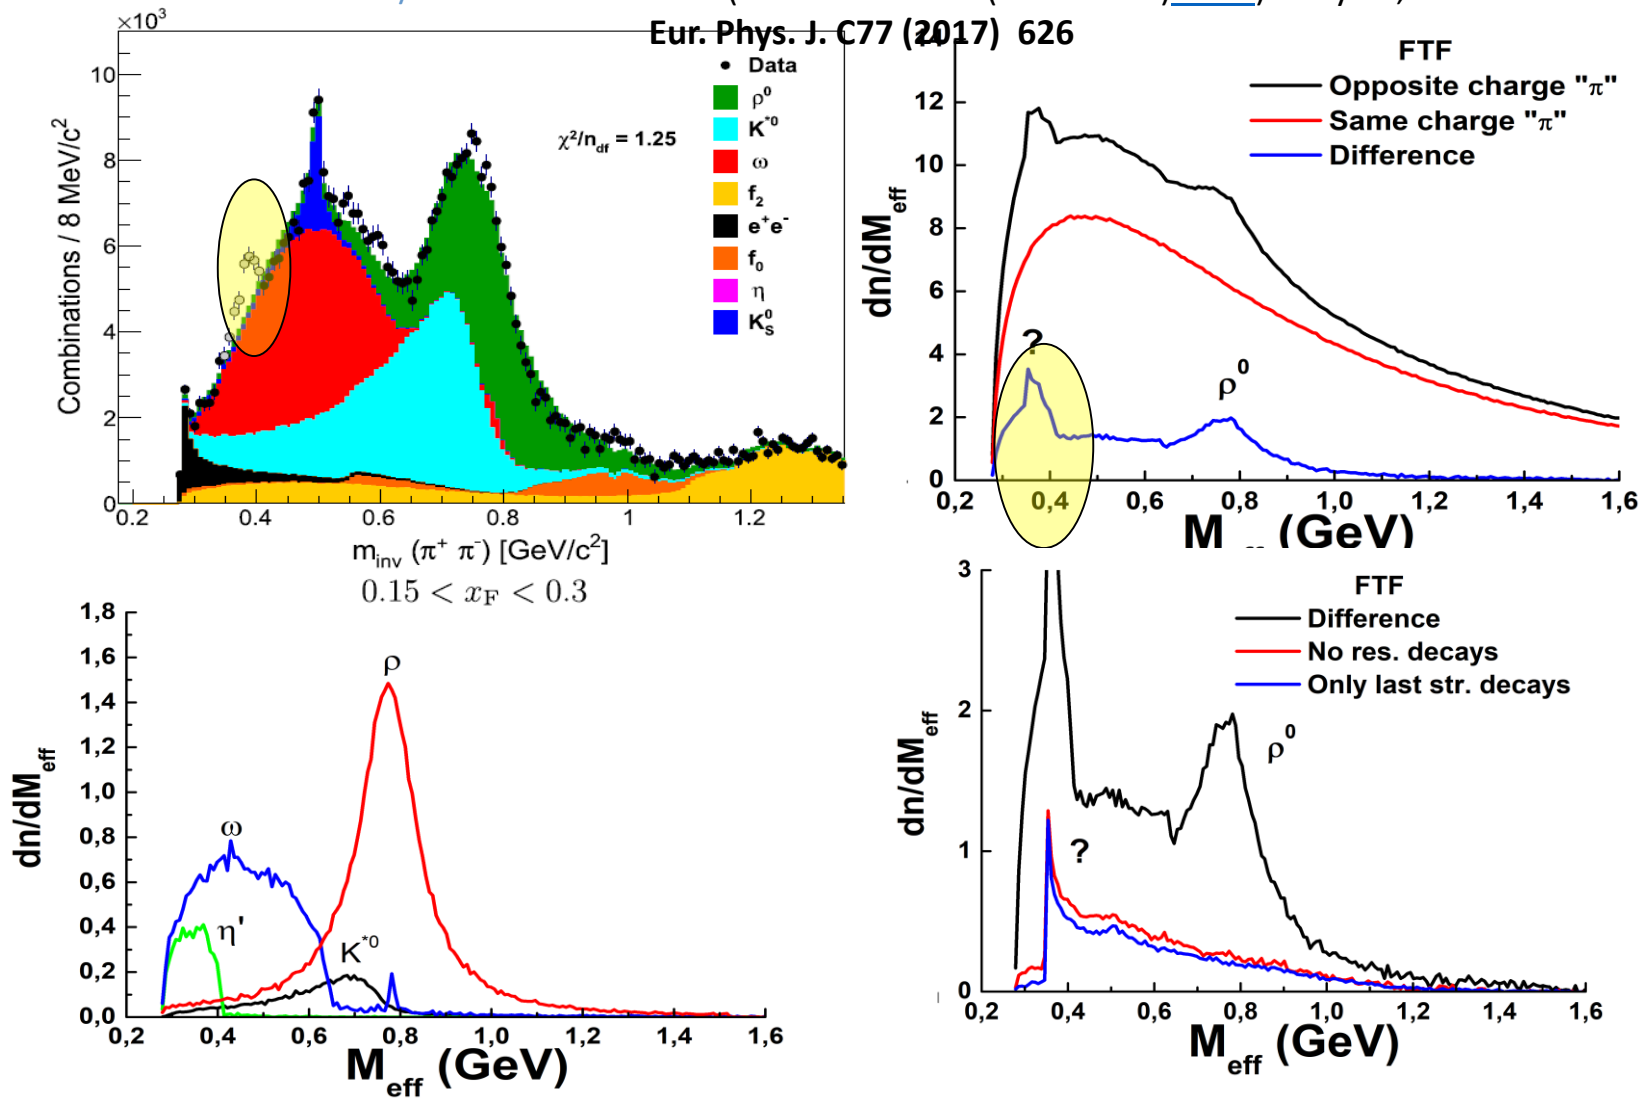 Eur. Phys. J. C77 (2017) 626
×10³
Combinations / 8 MeV/c²
10
8
6
4
2
0
0.2
0.4
0.6
0.8
1
1.2
m_inv (π⁺ π⁻) [GeV/c²]
0.15 < x_F < 0.3
χ²/n_df = 1.25
Data
ρ⁰
K*⁰
ω
f₂
e⁺e⁻
f₀
η
K⁰_S
dn/dM_eff
14
12
10
8
6
4
2
0
0,2
0,4
0,6
0,8
1,0
1,2
1,4
1,6
M (GeV)
FTF
Opposite charge "π"
Same charge "π"
Difference
?
ρ⁰
dn/dM_eff
1,8
1,6
1,4
1,2
1,0
0,8
0,6
0,4
0,2
0,0
0,2
0,4
0,6
0,8
1,0
1,2
1,4
1,6
M_eff (GeV)
ρ
ω
η'
K*⁰
dn/dM_eff
3
2
1
0
0,2
0,4
0,6
0,8
1,0
1,2
1,4
1,6
M_eff (GeV)
FTF
Difference
No res. decays
Only last str. decays
ρ⁰
?